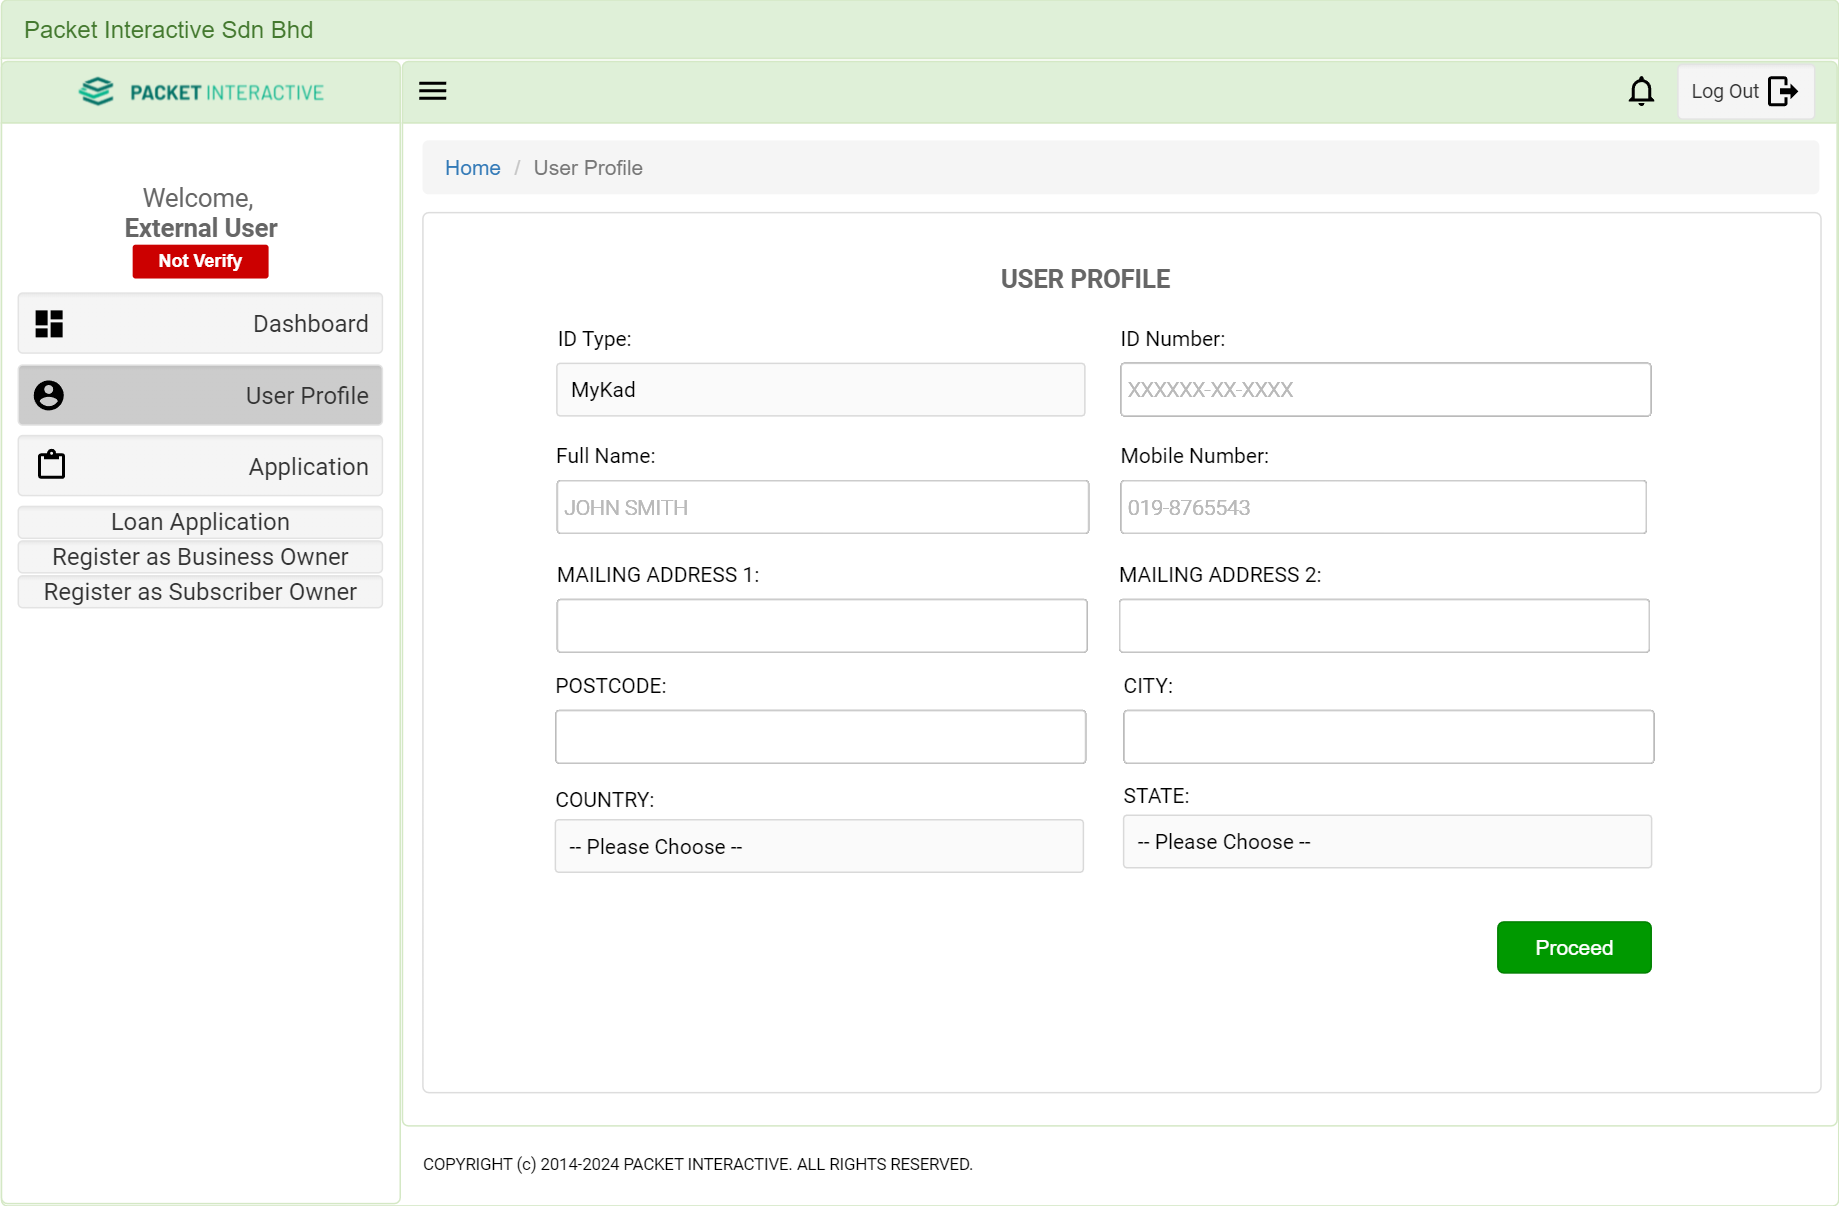 Packet Interactive Sdn Bhd
PACKET INTERACTIVE
Log Out
Welcome,
External User
Not Verify
Dashboard
User Profile
Application
Loan Application
Register as Business Owner
Register as Subscriber Owner
Home / User Profile
USER PROFILE
ID Type:
MyKad
ID Number:
XXXXXX-XX-XXXX
Full Name:
JOHN SMITH
Mobile Number:
019-8765543
MAILING ADDRESS 1:
MAILING ADDRESS 2:
POSTCODE:
CITY:
COUNTRY:
-- Please Choose --
STATE:
-- Please Choose --
Proceed
COPYRIGHT (c) 2014-2024 PACKET INTERACTIVE. ALL RIGHTS RESERVED.